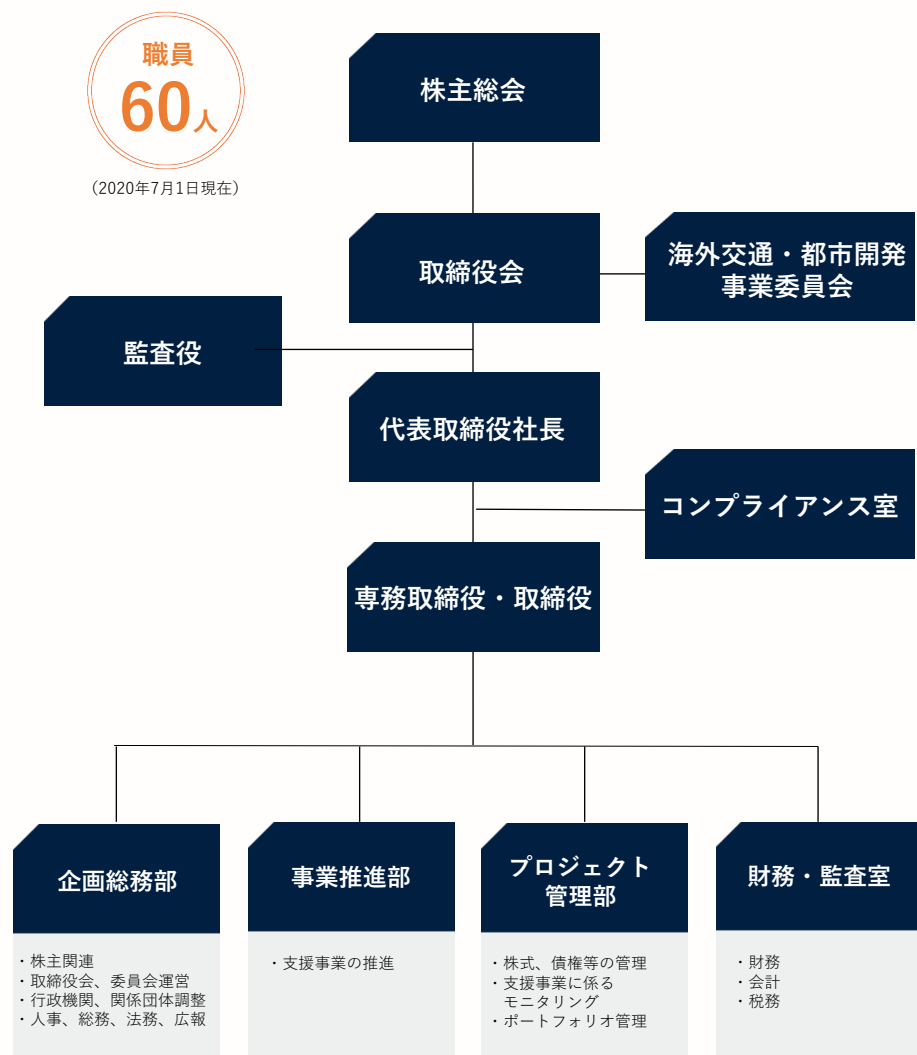 職員
60人
（2020年7月1日現在）
株主総会
取締役会
海外交通・都市開発
事業委員会
監査役
代表取締役社長
コンプライアンス室
専務取締役・取締役
企画総務部
・株主関連
・取締役会、委員会運営
・行政機関、関係団体調整
・人事、総務、法務、広報
事業推進部
・支援事業の推進
プロジェクト
管理部
・株式、債権等の管理
・支援事業に係る
モニタリング
・ポートフォリオ管理
財務・監査室
・財務
・会計
・税務